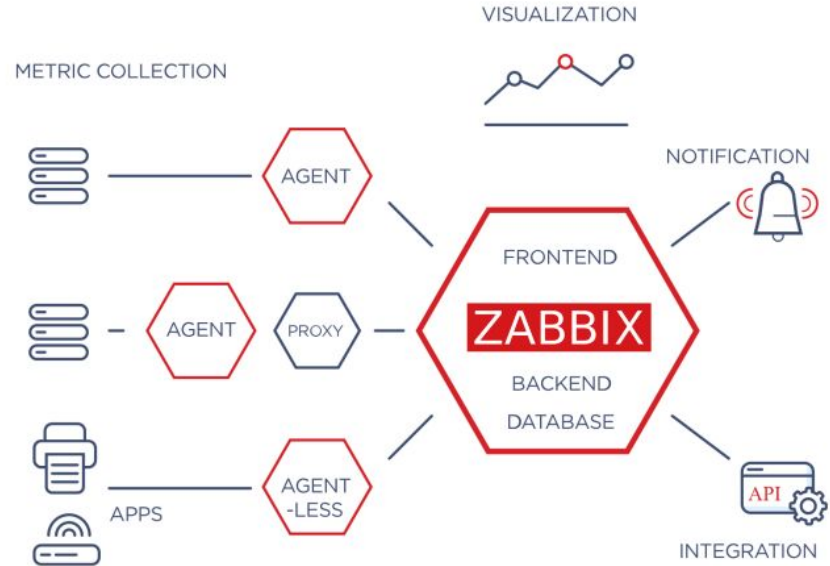 VISUALIZATION
METRIC COLLECTION
AGENT
NOTIFICATION
FRONTEND
AGENT
PROXY
ZABBIX
BACKEND
DATABASE
AGENT
-LESS
APPS
API
INTEGRATION